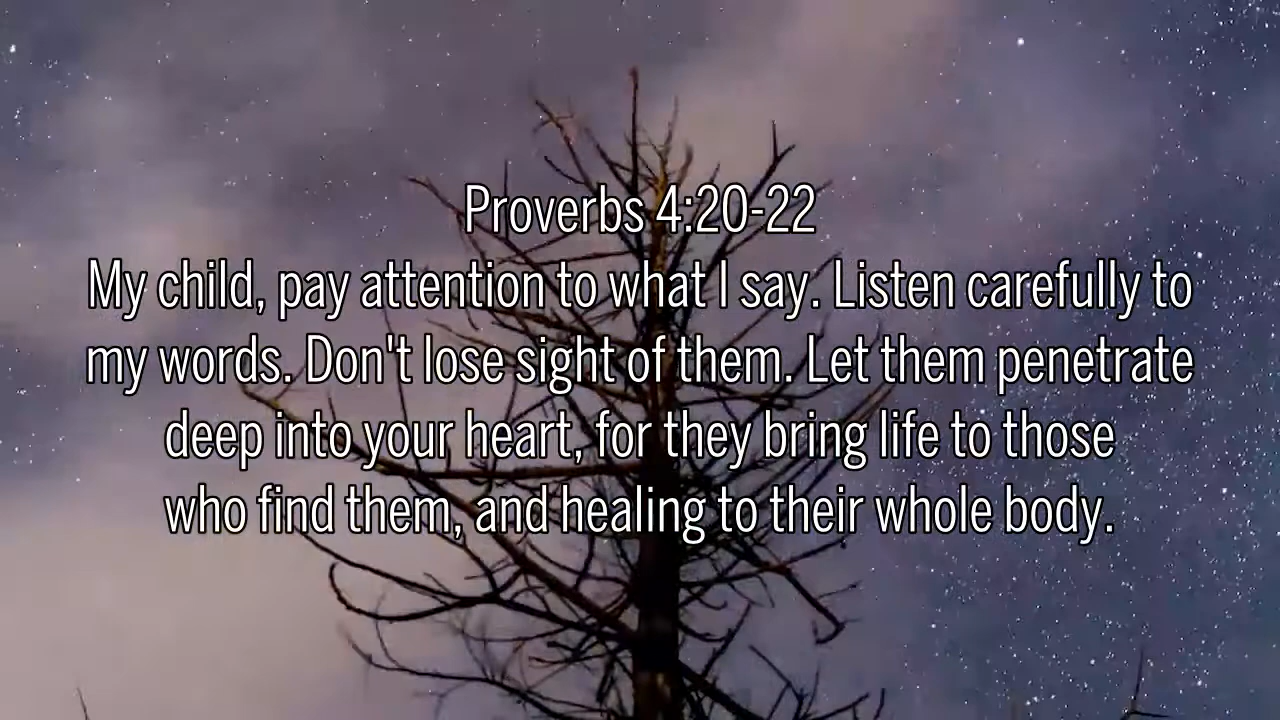 Proverbs 4:20-22
My child, pay attention to what I say. Listen carefully to
my words. Don't lose sight of them. Let them penetrate
deep into your heart, for they bring life to those
who find them, and healing to their whole body.